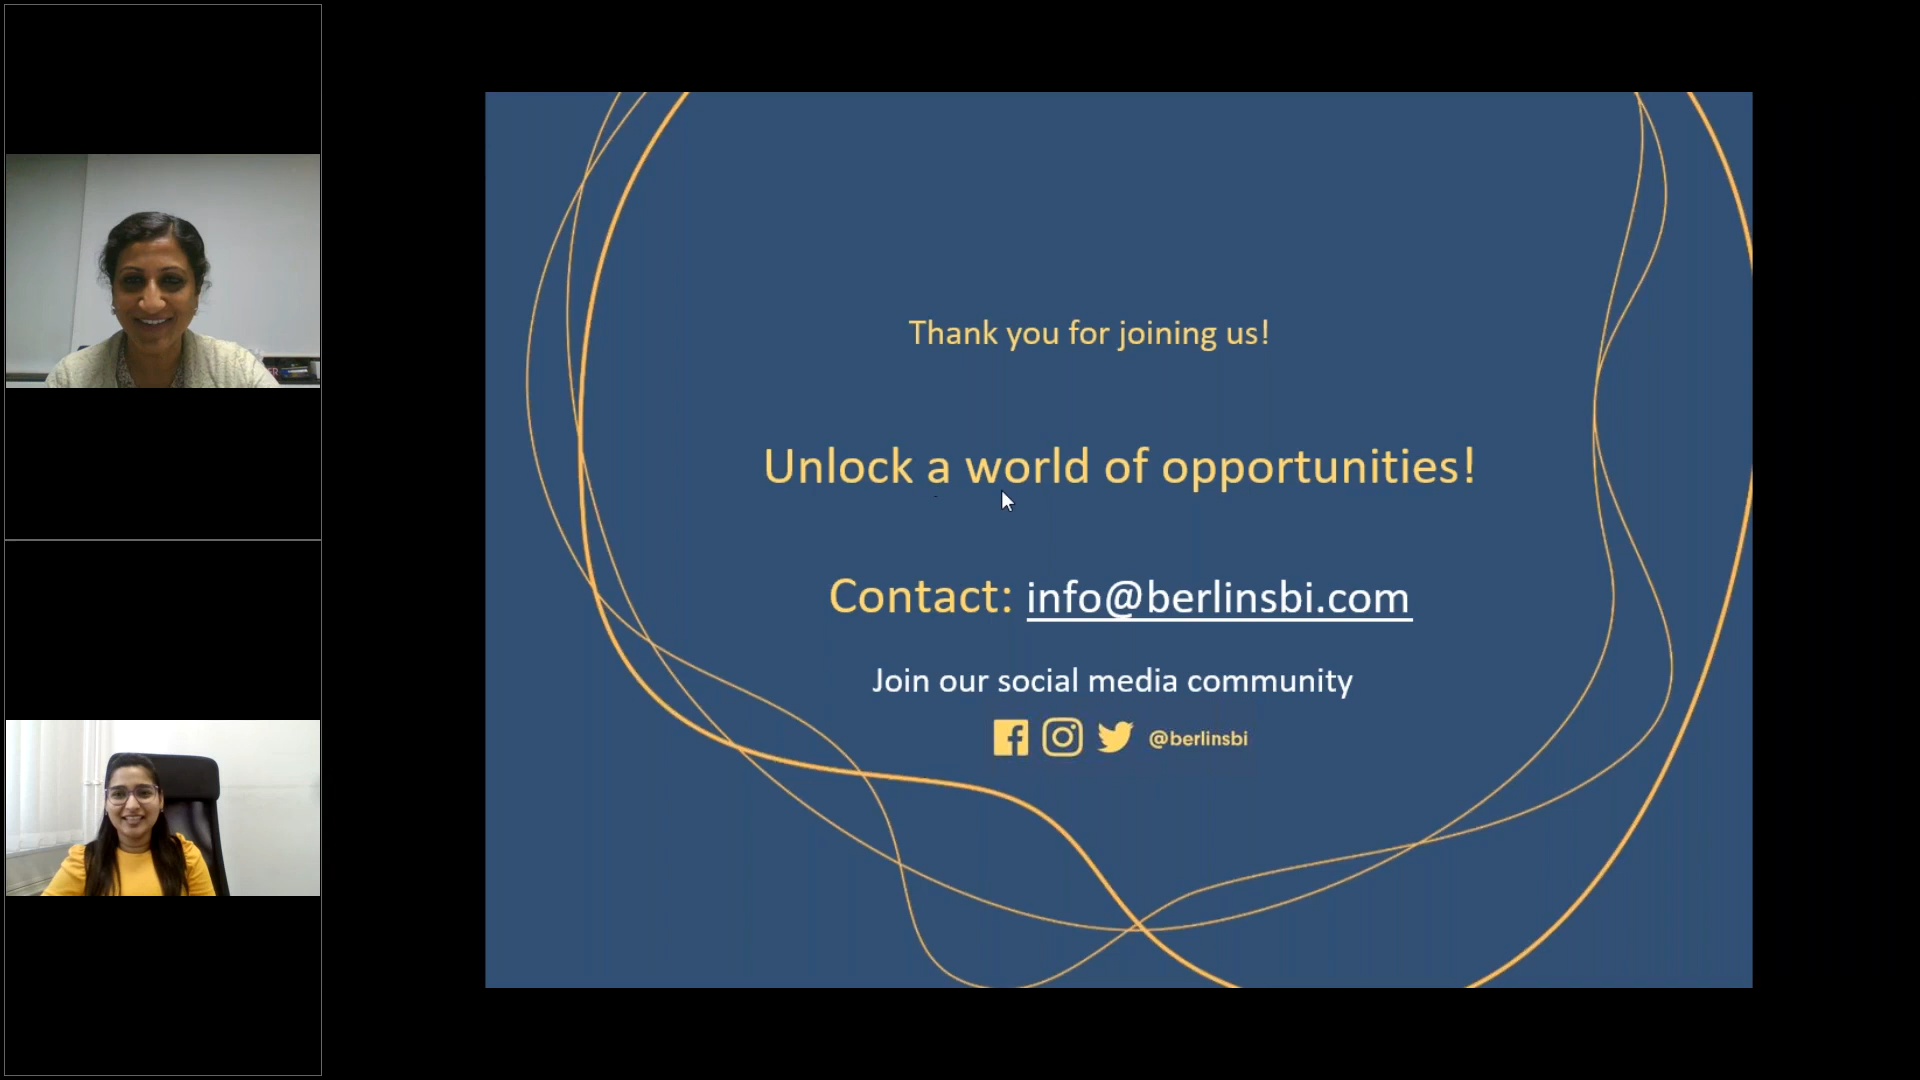 Thank you for joining us!
Unlock a world of opportunities!
Contact: info@berlinsbi.com
Join our social media community
@berlinsbi